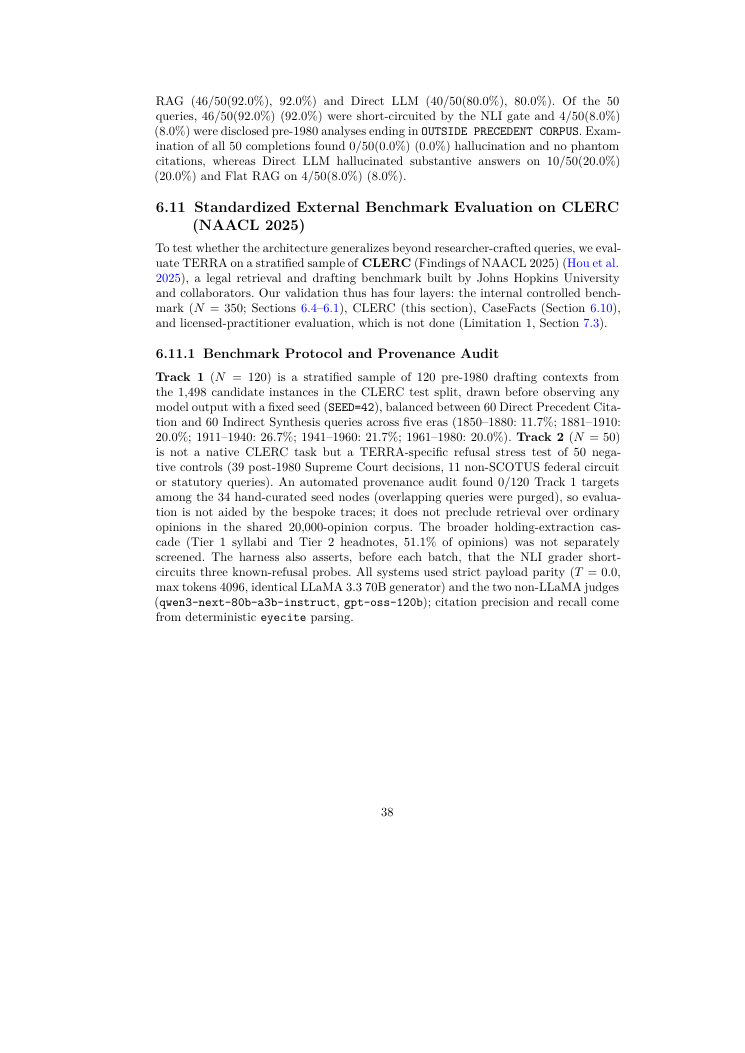 RAG (46/50(92.0%), 92.0%) and Direct LLM (40/50(80.0%), 80.0%). Of the 50
queries, 46/50(92.0%) (92.0%) were short-circuited by the NLI gate and 4/50(8.0%)
(8.0%) were disclosed pre-1980 analyses ending in OUTSIDE PRECEDENT CORPUS. Exam-
ination of all 50 completions found 0/50(0.0%) (0.0%) hallucination and no phantom
citations, whereas Direct LLM hallucinated substantive answers on 10/50(20.0%)
(20.0%) and Flat RAG on 4/50(8.0%) (8.0%).
6.11 Standardized External Benchmark Evaluation on CLERC
(NAACL 2025)
To test whether the architecture generalizes beyond researcher-crafted queries, we eval-
uate TERRA on a stratified sample of CLERC (Findings of NAACL 2025) (Hou et al.
2025), a legal retrieval and drafting benchmark built by Johns Hopkins University
and collaborators. Our validation thus has four layers: the internal controlled bench-
mark (N = 350; Sections 6.4–6.1), CLERC (this section), CaseFacts (Section 6.10),
and licensed-practitioner evaluation, which is not done (Limitation 1, Section 7.3).
6.11.1 Benchmark Protocol and Provenance Audit
Track 1 (N = 120) is a stratified sample of 120 pre-1980 drafting contexts from
the 1,498 candidate instances in the CLERC test split, drawn before observing any
model output with a fixed seed (SEED=42), balanced between 60 Direct Precedent Cita-
tion and 60 Indirect Synthesis queries across five eras (1850–1880: 11.7%; 1881–1910:
20.0%; 1911–1940: 26.7%; 1941–1960: 21.7%; 1961–1980: 20.0%). Track 2 (N = 50)
is not a native CLERC task but a TERRA-specific refusal stress test of 50 nega-
tive controls (39 post-1980 Supreme Court decisions, 11 non-SCOTUS federal circuit
or statutory queries). An automated provenance audit found 0/120 Track 1 targets
among the 34 hand-curated seed nodes (overlapping queries were purged), so evalua-
tion is not aided by the bespoke traces; it does not preclude retrieval over ordinary
opinions in the shared 20,000-opinion corpus. The broader holding-extraction cas-
cade (Tier 1 syllabi and Tier 2 headnotes, 51.1% of opinions) was not separately
screened. The harness also asserts, before each batch, that the NLI grader short-
circuits three known-refusal probes. All systems used strict payload parity (T = 0.0,
max tokens 4096, identical LLaMA 3.3 70B generator) and the two non-LLaMA judges
(qwen3-next-80b-a3b-instruct, gpt-oss-120b); citation precision and recall come
from deterministic eyecite parsing.
38